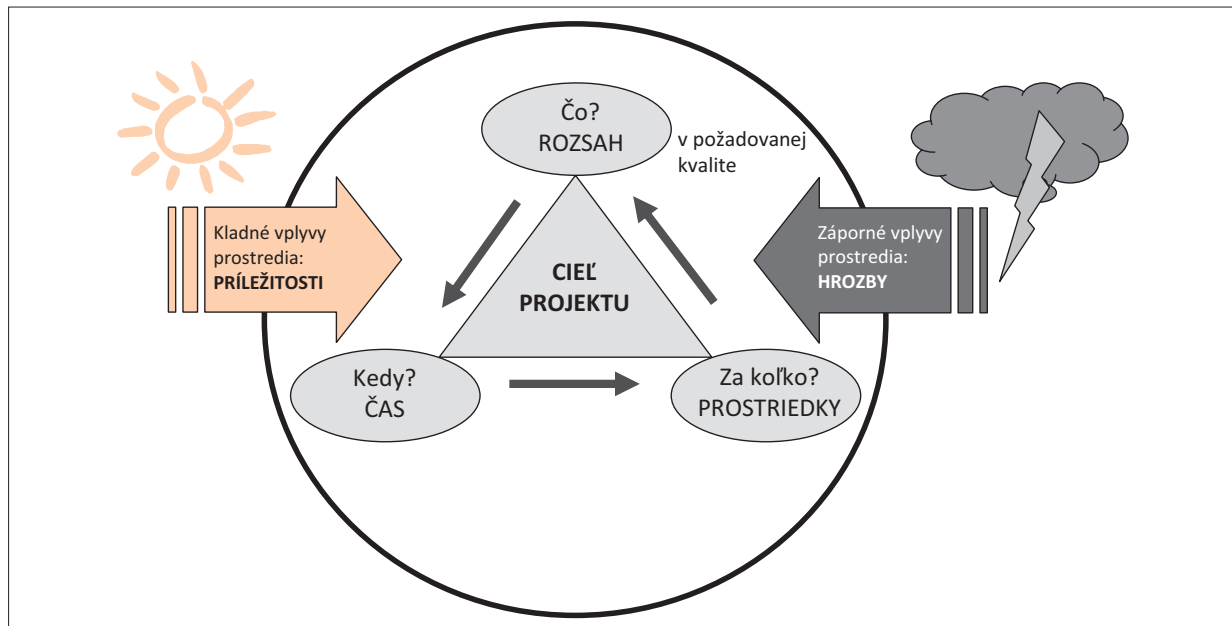 Čo?
ROZSAH
v požadovanej
kvalite
Kladné vplyvy
prostredia:
PRÍLEŽITOSTI
CIEĽ
PROJEKTU
Záporné vplyvy
prostredia:
HROZBY
Kedy?
ČAS
Za koľko?
PROSTRIEDKY